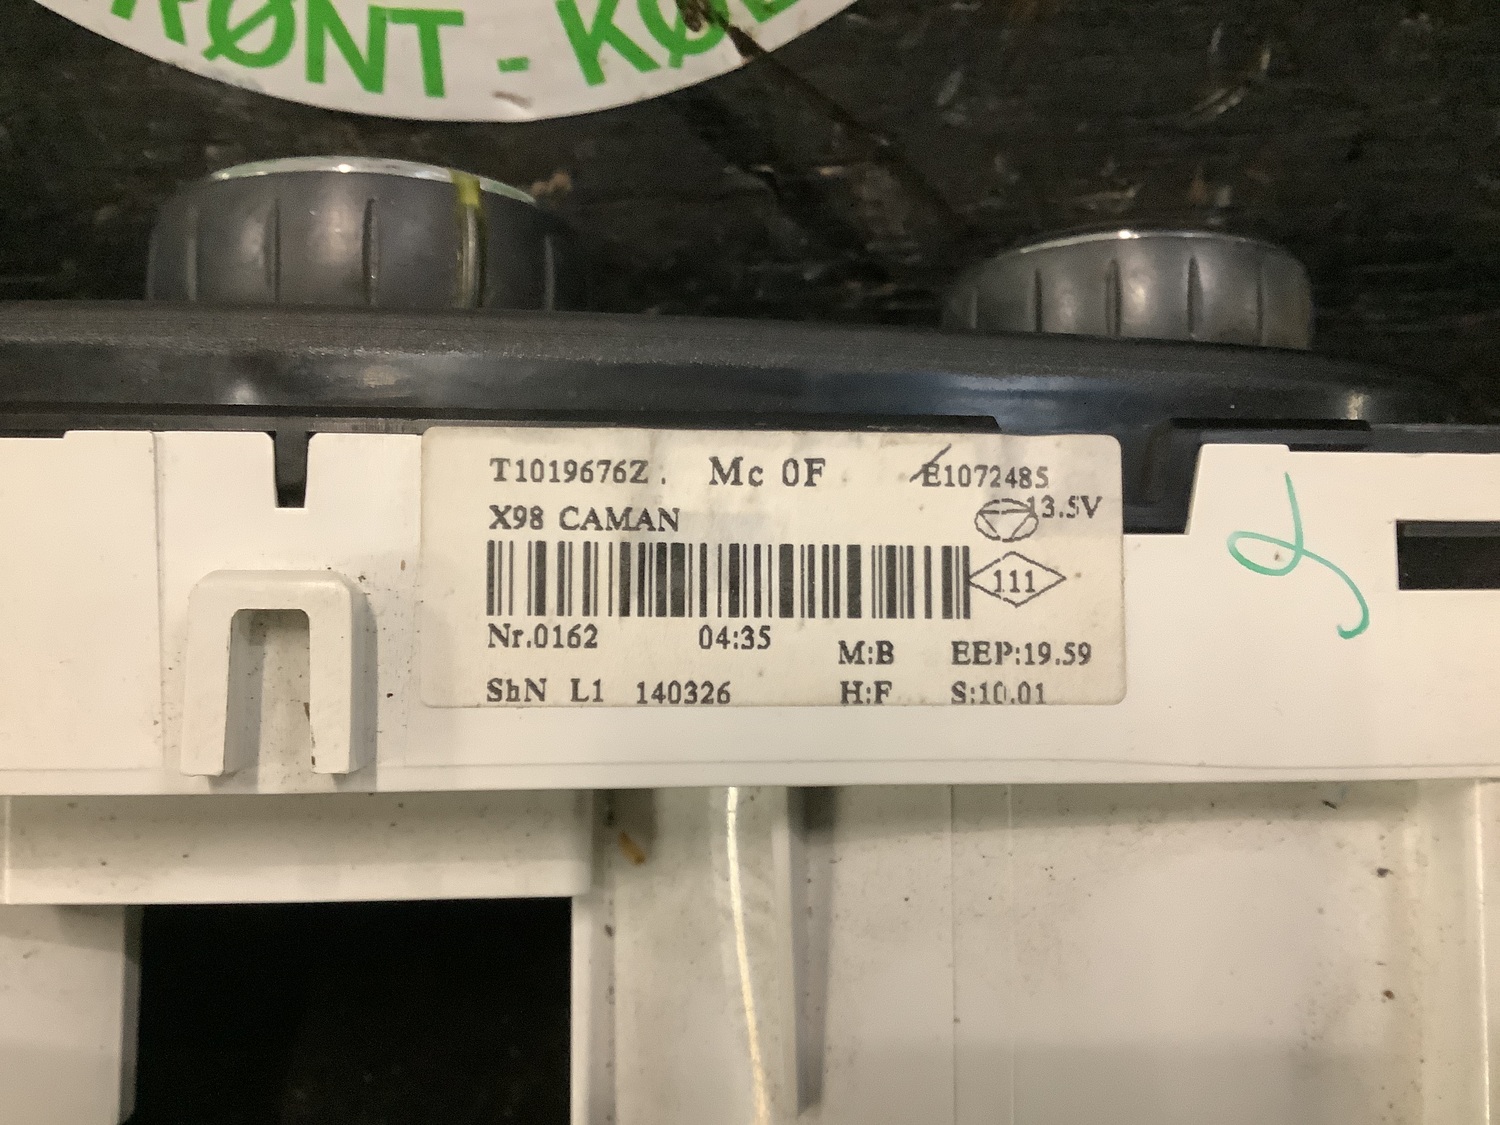 RØNT - KØL
T1019676Z. Mc 0F E1072485
13.5V
X98 CAMAN
111
Nr.0162 04:35
M:B EEP:19.59
ShN L1 140326 H:F S:10.01